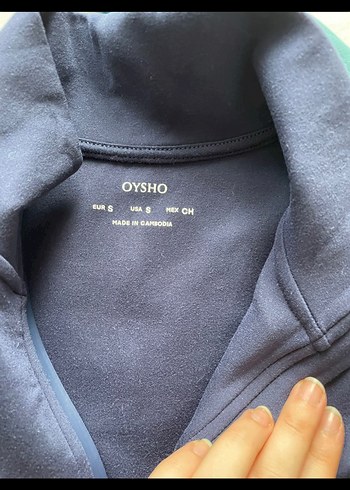 OYSHO
EUR S USA S MEX CH
MADE IN CAMBODIA